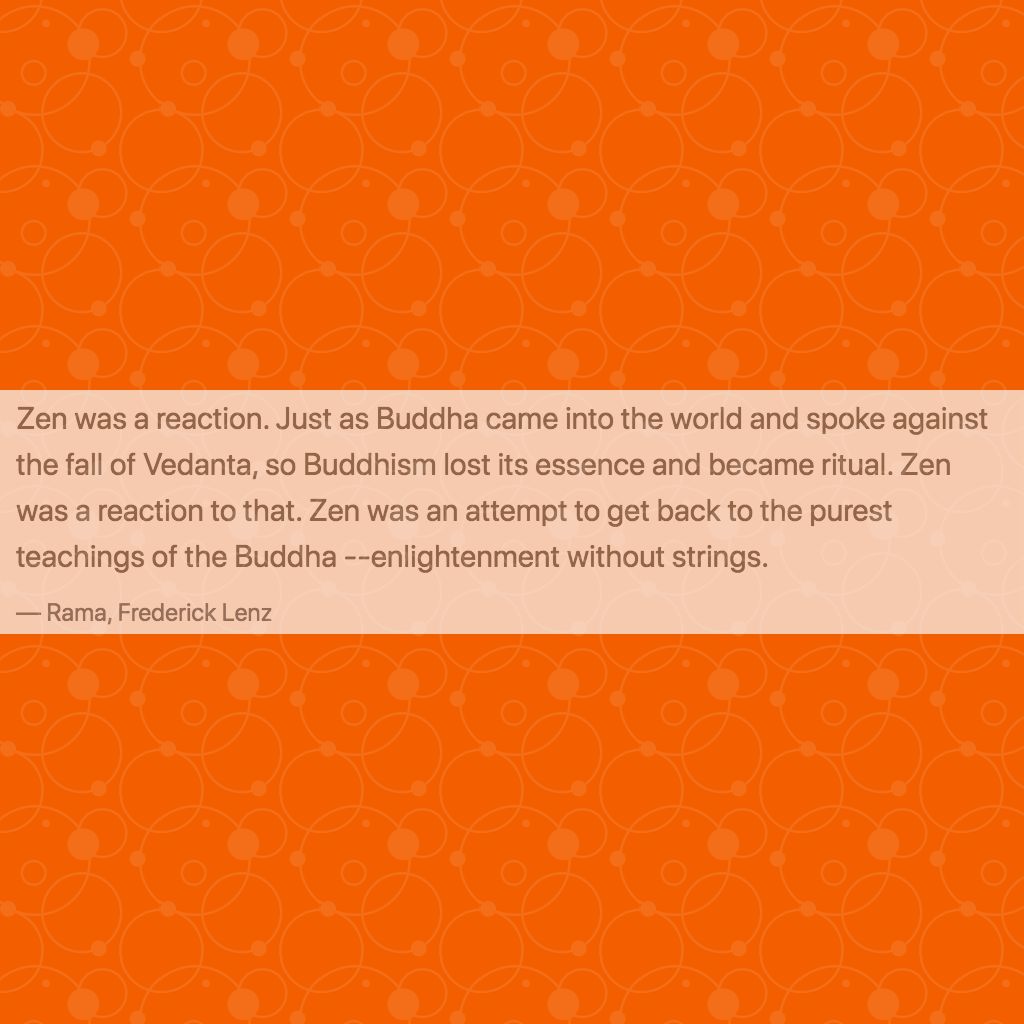 Zen was a reaction. Just as Buddha came into the world and spoke against
the fall of Vedanta, so Buddhism lost its essence and became ritual. Zen
was a reaction to that. Zen was an attempt to get back to the purest
teachings of the Buddha --enlightenment without strings.
— Rama, Frederick Lenz